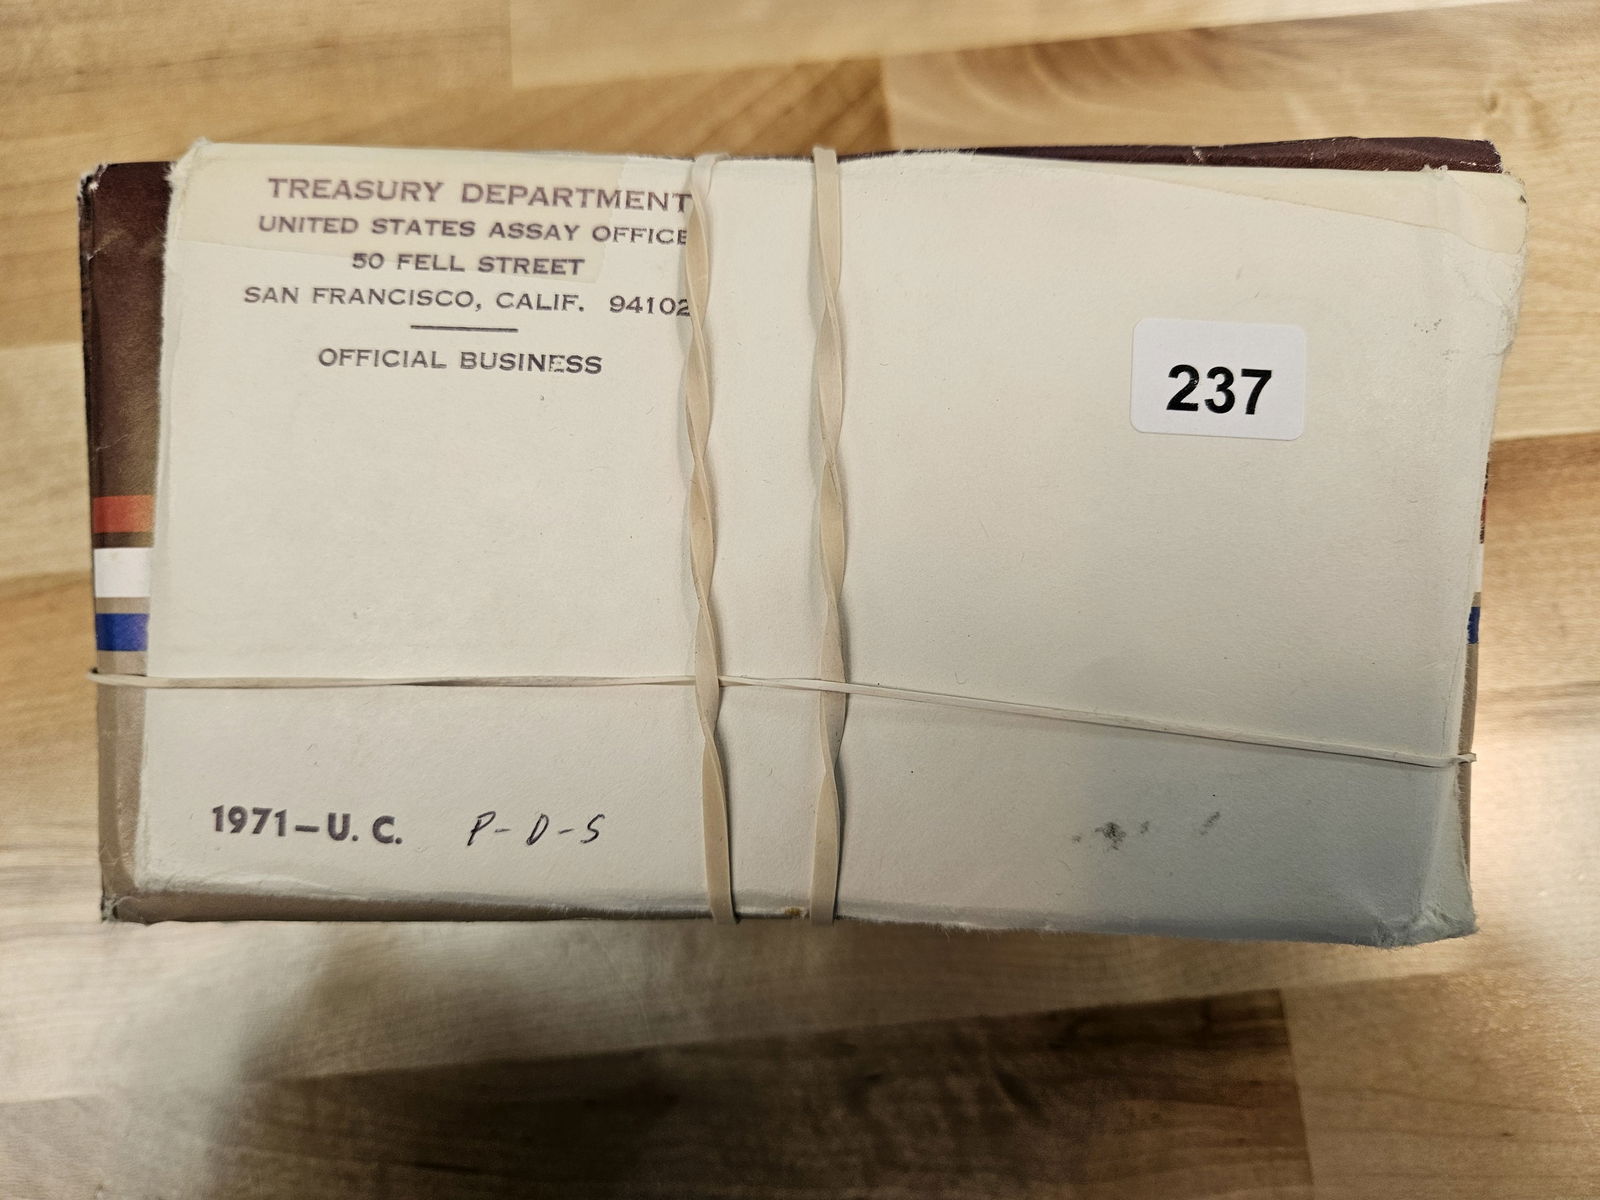 TREASURY DEPARTMENT
UNITED STATES ASSAY OFFICE
50 FELL STREET
SAN FRANCISCO, CALIF. 94102
OFFICIAL BUSINESS
237
1971-U. C. P-D-S